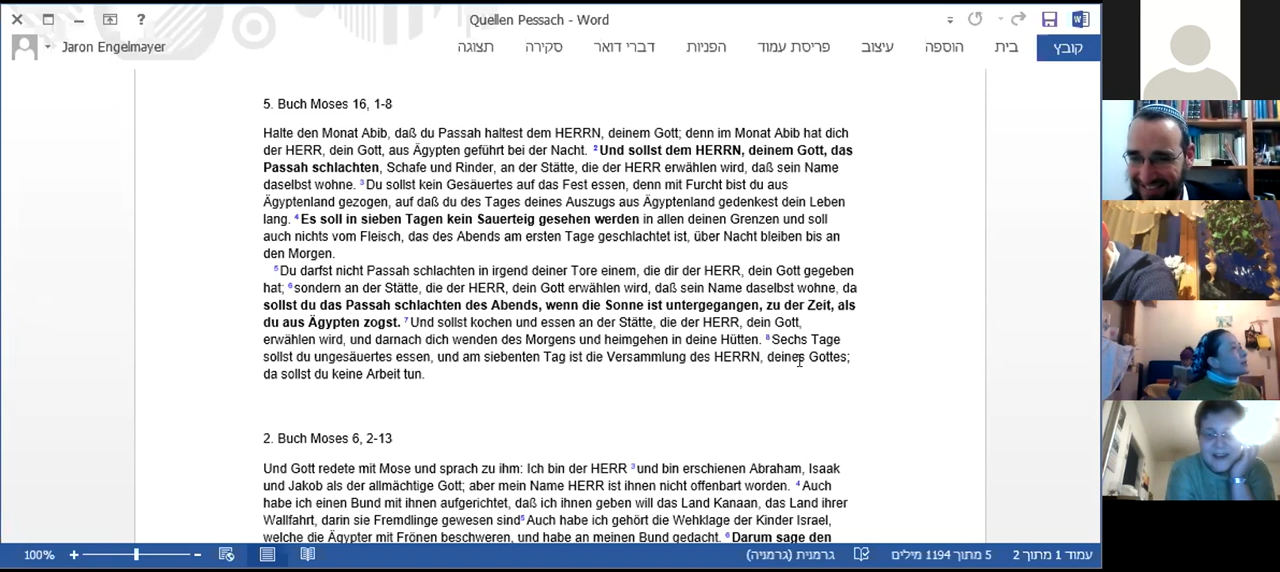 Quellen Pessach - Word
Jaron Engelmayer
קובץ בית הוספה עיצוב פריסת עמוד הפניות דברי דואר סקירה תצוגה
5. Buch Moses 16, 1-8
Halte den Monat Abib, daß du Passah haltest dem HERRN, deinem Gott; denn im Monat Abib hat dich
der HERR, dein Gott, aus Ägypten geführt bei der Nacht. 2 Und sollst dem HERRN, deinem Gott, das
Passah schlachten, Schafe und Rinder, an der Stätte, die der HERR erwählen wird, daß sein Name
daselbst wohne. 3 Du sollst kein Gesäuertes auf das Fest essen, denn mit Furcht bist du aus
Ägyptenland gezogen, auf daß du des Tages deines Auszugs aus Ägyptenland gedenkest dein Leben
lang. 4 Es soll in sieben Tagen kein Sauerteig gesehen werden in allen deinen Grenzen und soll
auch nichts vom Fleisch, das des Abends am ersten Tage geschlachtet ist, über Nacht bleiben bis an
den Morgen.
5 Du darfst nicht Passah schlachten in irgend deiner Tore einem, die dir der HERR, dein Gott gegeben
hat; 6 sondern an der Stätte, die der HERR, dein Gott erwählen wird, daß sein Name daselbst wohne, da
sollst du das Passah schlachten des Abends, wenn die Sonne ist untergegangen, zu der Zeit, als
du aus Ägypten zogst. 7 Und sollst kochen und essen an der Stätte, die der HERR, dein Gott,
erwählen wird, und darnach dich wenden des Morgens und heimgehen in deine Hütten. 8 Sechs Tage
sollst du ungesäuertes essen, und am siebenten Tag ist die Versammlung des HERRN, deines Gottes;
da sollst du keine Arbeit tun.
2. Buch Moses 6, 2-13
Und Gott redete mit Mose und sprach zu ihm: Ich bin der HERR 3 und bin erschienen Abraham, Isaak
und Jakob als der allmächtige Gott; aber mein Name HERR ist ihnen nicht offenbart worden. 4 Auch
habe ich einen Bund mit ihnen aufgerichtet, daß ich ihnen geben will das Land Kanaan, das Land ihrer
Wallfahrt, darin sie Fremdlinge gewesen sind 5 Auch habe ich gehört die Wehklage der Kinder Israel,
welche die Ägypter mit Frönen beschweren, und habe an meinen Bund gedacht. 6 Darum sage den
עמוד 1 מתוך 2 5 מתוך 1194 מילים גרמנית (גרמניה) 100%